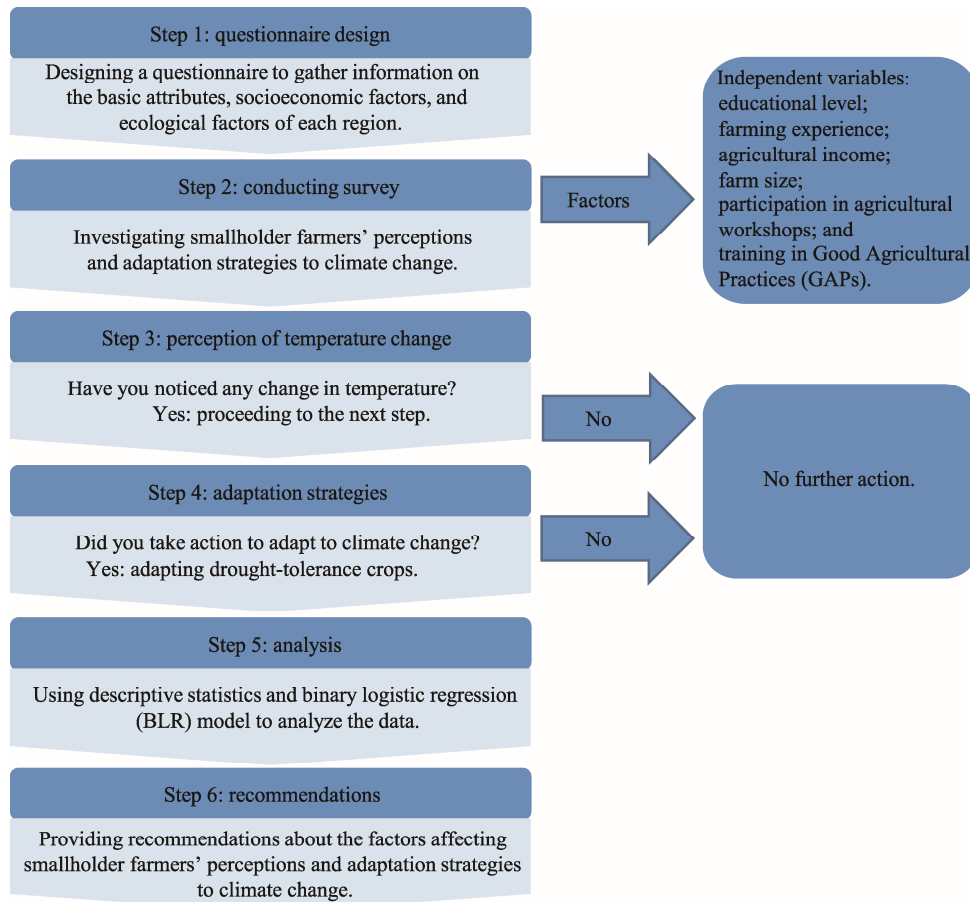 Step 1: questionnaire design
Designing a questionnaire to gather information on
the basic attributes, socioeconomic factors, and
ecological factors of each region.
Step 2: conducting survey
Investigating smallholder farmers’ perceptions
and adaptation strategies to climate change.
Factors
Independent variables:
educational level;
farming experience;
agricultural income;
farm size;
participation in agricultural
workshops; and
training in Good Agricultural
Practices (GAPs).
Step 3: perception of temperature change
Have you noticed any change in temperature?
Yes: proceeding to the next step.
No
Step 4: adaptation strategies
Did you take action to adapt to climate change?
Yes: adapting drought-tolerance crops.
No
No further action.
Step 5: analysis
Using descriptive statistics and binary logistic regression
(BLR) model to analyze the data.
Step 6: recommendations
Providing recommendations about the factors affecting
smallholder farmers’ perceptions and adaptation strategies
to climate change.